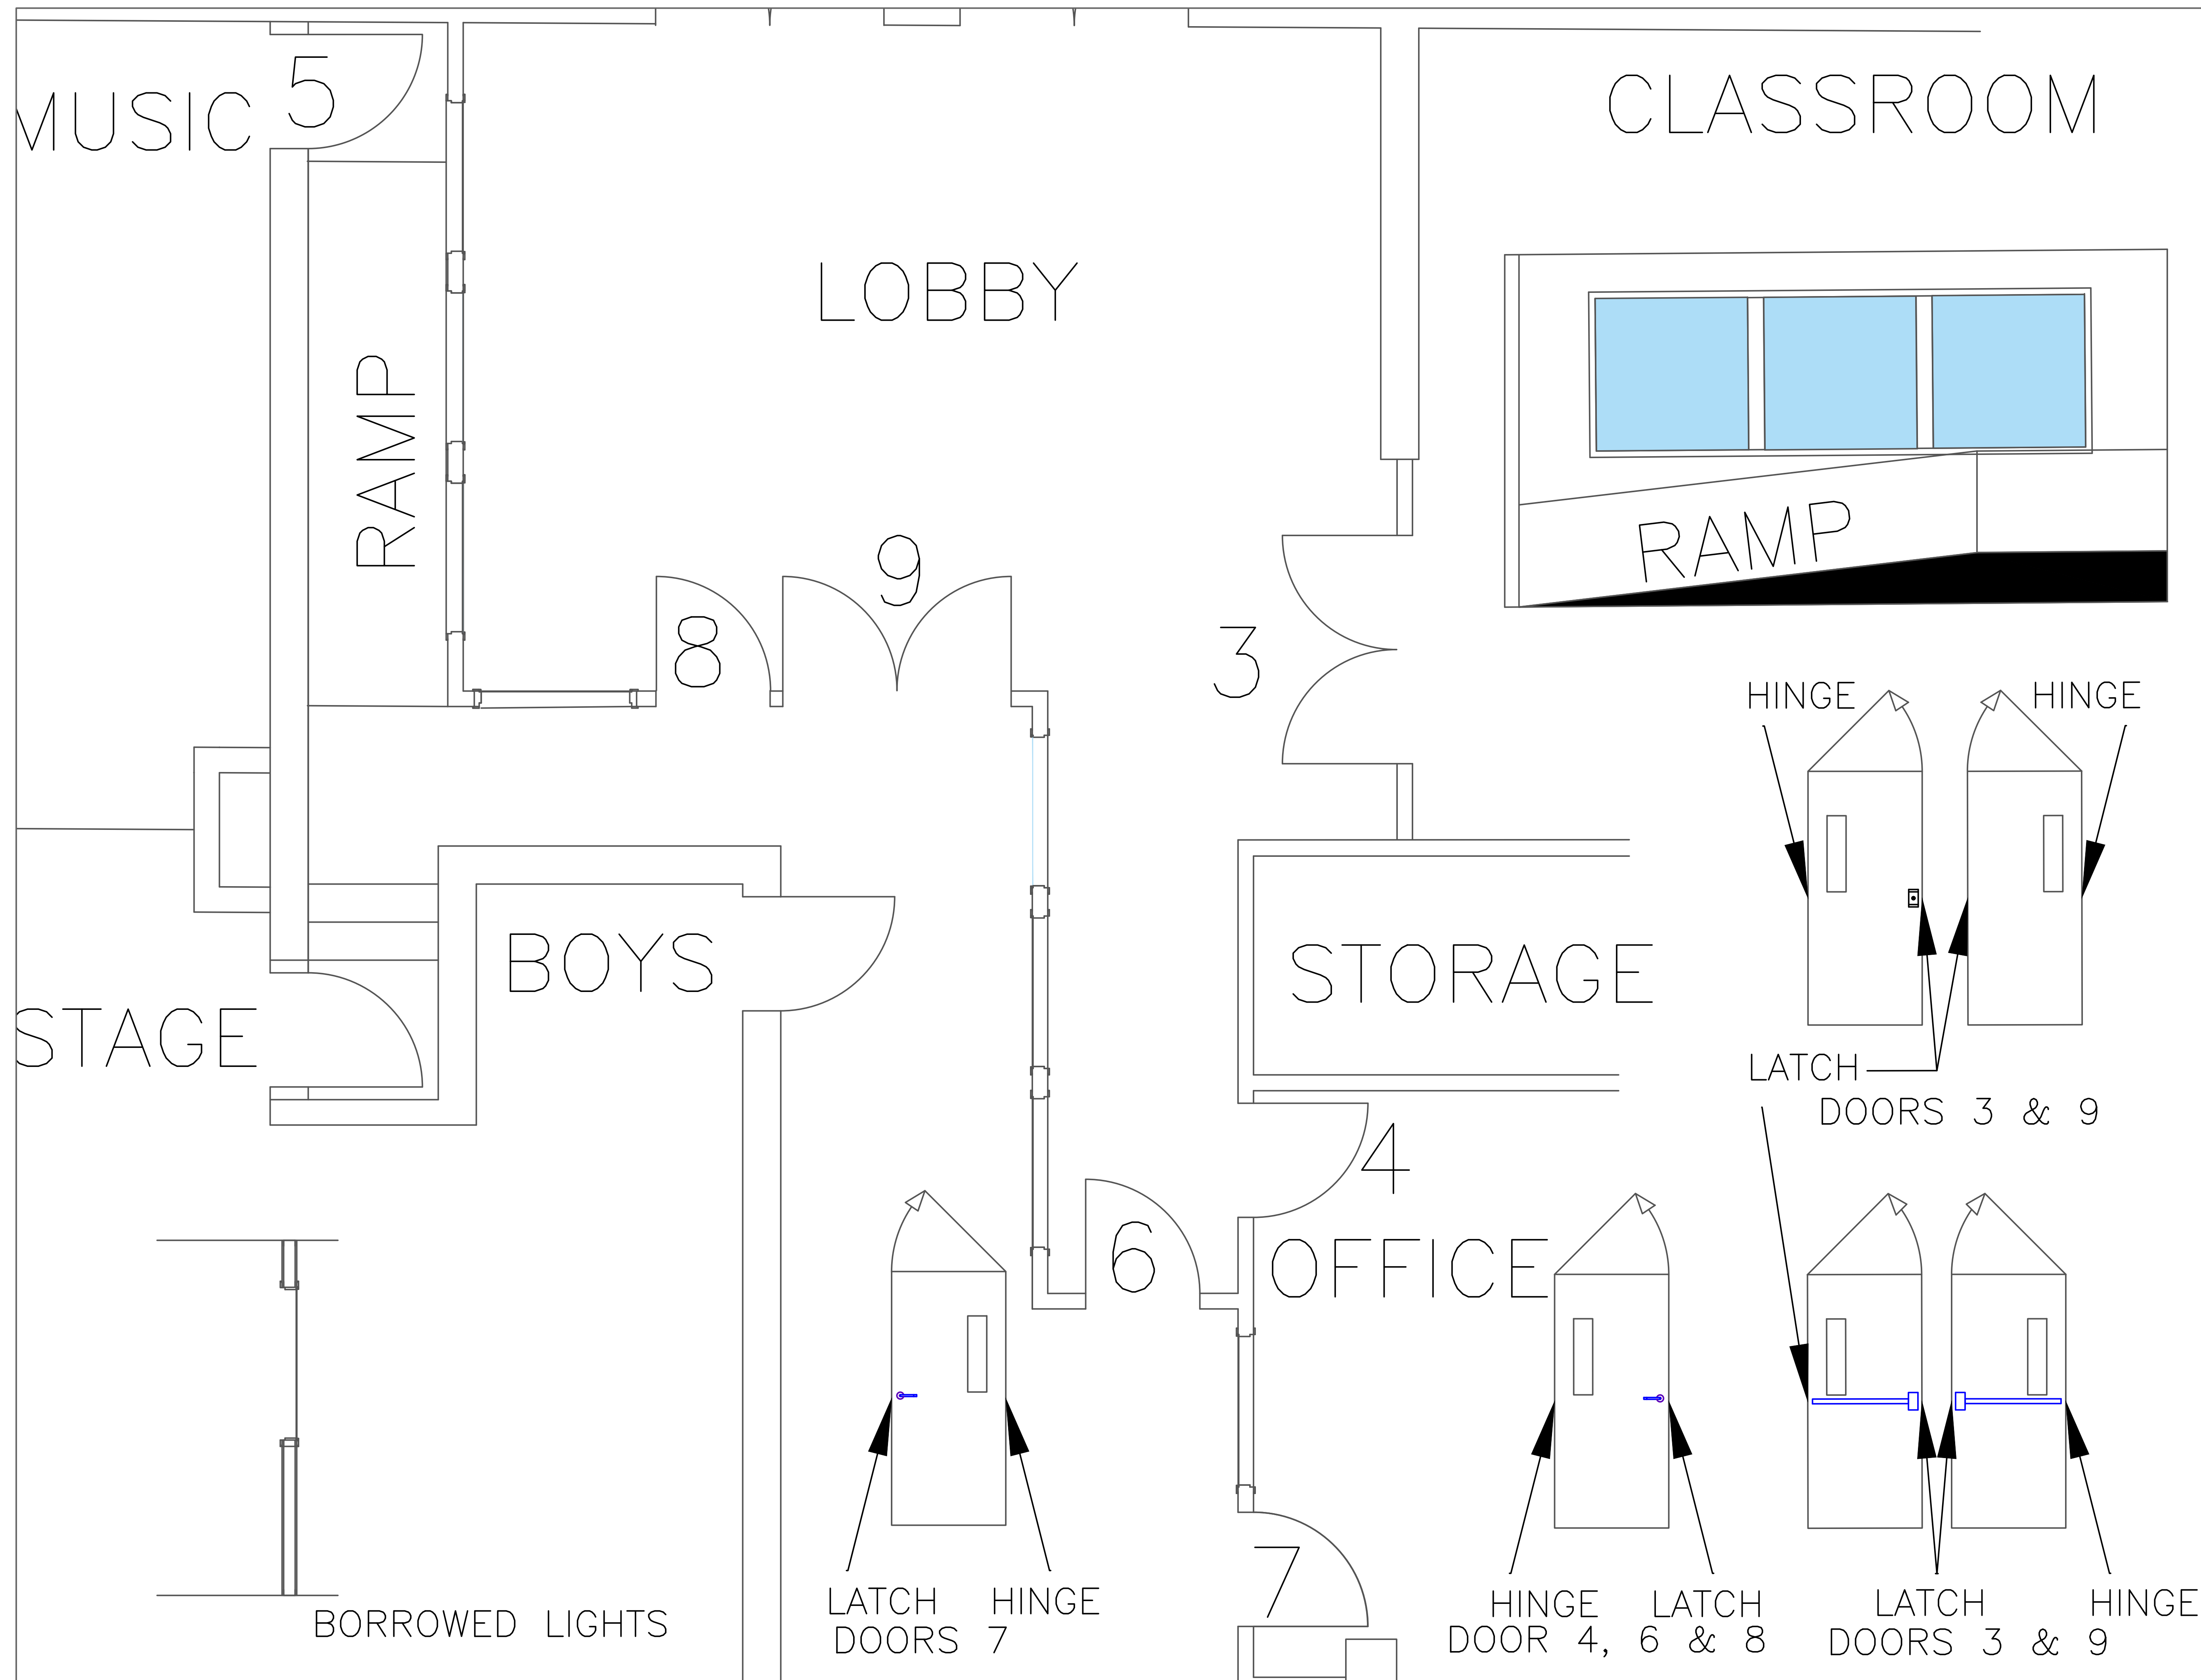 MUSIC
5
CLASSROOM
LOBBY
RAMP
RAMP
9
8
3
HINGE
HINGE
BOYS
STORAGE
STAGE
LATCH
DOORS 3 & 9
4
6
OFFICE
7
LATCH HINGE
DOORS 7
HINGE LATCH
DOOR 4, 6 & 8
LATCH HINGE
DOORS 3 & 9
BORROWED LIGHTS